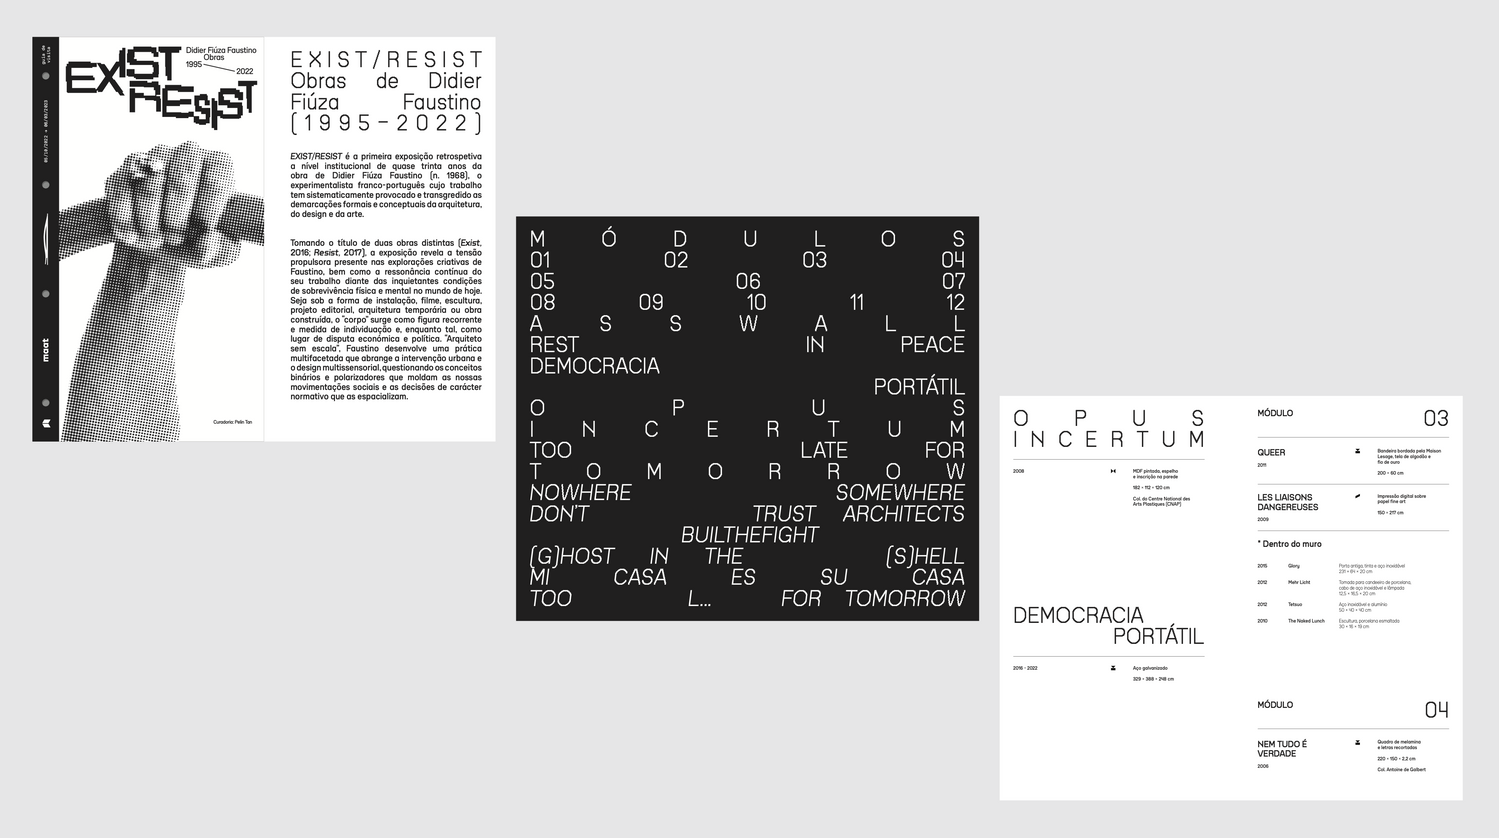 guia de
visita
05/10/2022 → 06/03/2023
maat
EXIST
RESIST
Didier Fiúza Faustino
Obras
1995
2022
Curadoria: Pelin Tan
EXIST/RESIST
Obras de Didier
Fiúza Faustino
(1995-2022)
EXIST/RESIST é a primeira exposição retrospetiva
a nível institucional de quase trinta anos da
obra de Didier Fiúza Faustino (n. 1968), o
experimentalista franco-português cujo trabalho
tem sistematicamente provocado e transgredido as
demarcações formais e conceptuais da arquitetura,
do design e da arte.
Tomando o título de duas obras distintas (Exist,
2016; Resist, 2017), a exposição revela a tensão
propulsora presente nas explorações criativas de
Faustino, bem como a ressonância contínua do
seu trabalho diante das inquietantes condições
de sobrevivência física e mental no mundo de hoje.
Seja sob a forma de instalação, filme, escultura,
projeto editorial, arquitetura temporária ou obra
construída, o "corpo" surge como figura recorrente
e medida de individuação e, enquanto tal, como
lugar de disputa económica e política. "Arquiteto
sem escala", Faustino desenvolve uma prática
multifacetada que abrange a intervenção urbana e
o design multissensorial, questionando os conceitos
binários e polarizadores que moldam as nossas
movimentações sociais e as decisões de carácter
normativo que as espacializam.
MÓDULOS
01 02 03 04
05 06 07
08 09 10 11 12
ASSWALL
REST IN PEACE
DEMOCRACIA
PORTÁTIL
OPUS
INCERTUM
TOO LATE FOR
TOMORROW
NOWHERE SOMEWHERE
DON'T TRUST ARCHITECTS
BUILTHEFIGHT
(G)HOST IN THE (S)HELL
MI CASA ES SU CASA
TOO L... FOR TOMORROW
OPUS
INCERTUM
2008
MDF pintado, espelho
e inscrição na parede
182 × 112 × 120 cm
Col. do Centre National des
Arts Plastiques (CNAP)
DEMOCRACIA
PORTÁTIL
2016 - 2022
Aço galvanizado
329 × 388 × 248 cm
MÓDULO 03
QUEER
2011
Bandeira bordada pela Maison
Lesage, tela de algodão e
fio de ouro
200 × 60 cm
LES LIAISONS
DANGEREUSES
2009
Impressão digital sobre
papel fine art
150 × 217 cm
* Dentro do muro
2015 Glory. Porta antiga, tinta e aço inoxidável
231 × 84 × 20 cm
2012 Mehr Licht Tomada para candeeiro de porcelana,
cabo de aço inoxidável e lâmpada
12,5 × 16,5 × 20 cm
2012 Tetsuo Aço inoxidável e alumínio
50 × 40 × 40 cm
2010 The Naked Lunch Escultura, porcelana esmaltada
30 × 16 × 19 cm
MÓDULO 04
NEM TUDO É
VERDADE
2006
Quadro de melamina
e letras recortadas
220 × 150 × 2,2 cm
Col. Antoine de Galbert